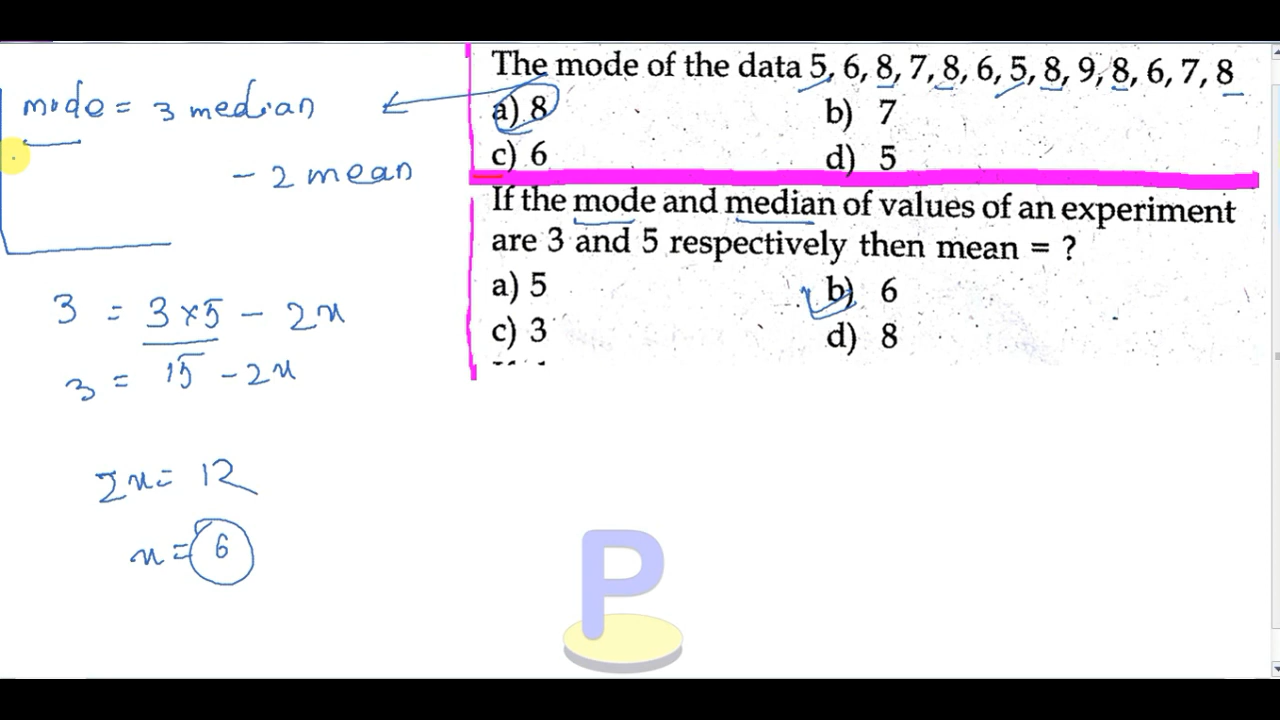 mode = 3 median
- 2 mean
3 = 3 × 5 - 2x
3 = 15 - 2x
2x = 12
x = 6
The mode of the data 5, 6, 8, 7, 8, 6, 5, 8, 9, 8, 6, 7, 8
a) 8 b) 7
c) 6 d) 5
If the mode and median of values of an experiment
are 3 and 5 respectively then mean = ?
a) 5 b) 6
c) 3 d) 8
P